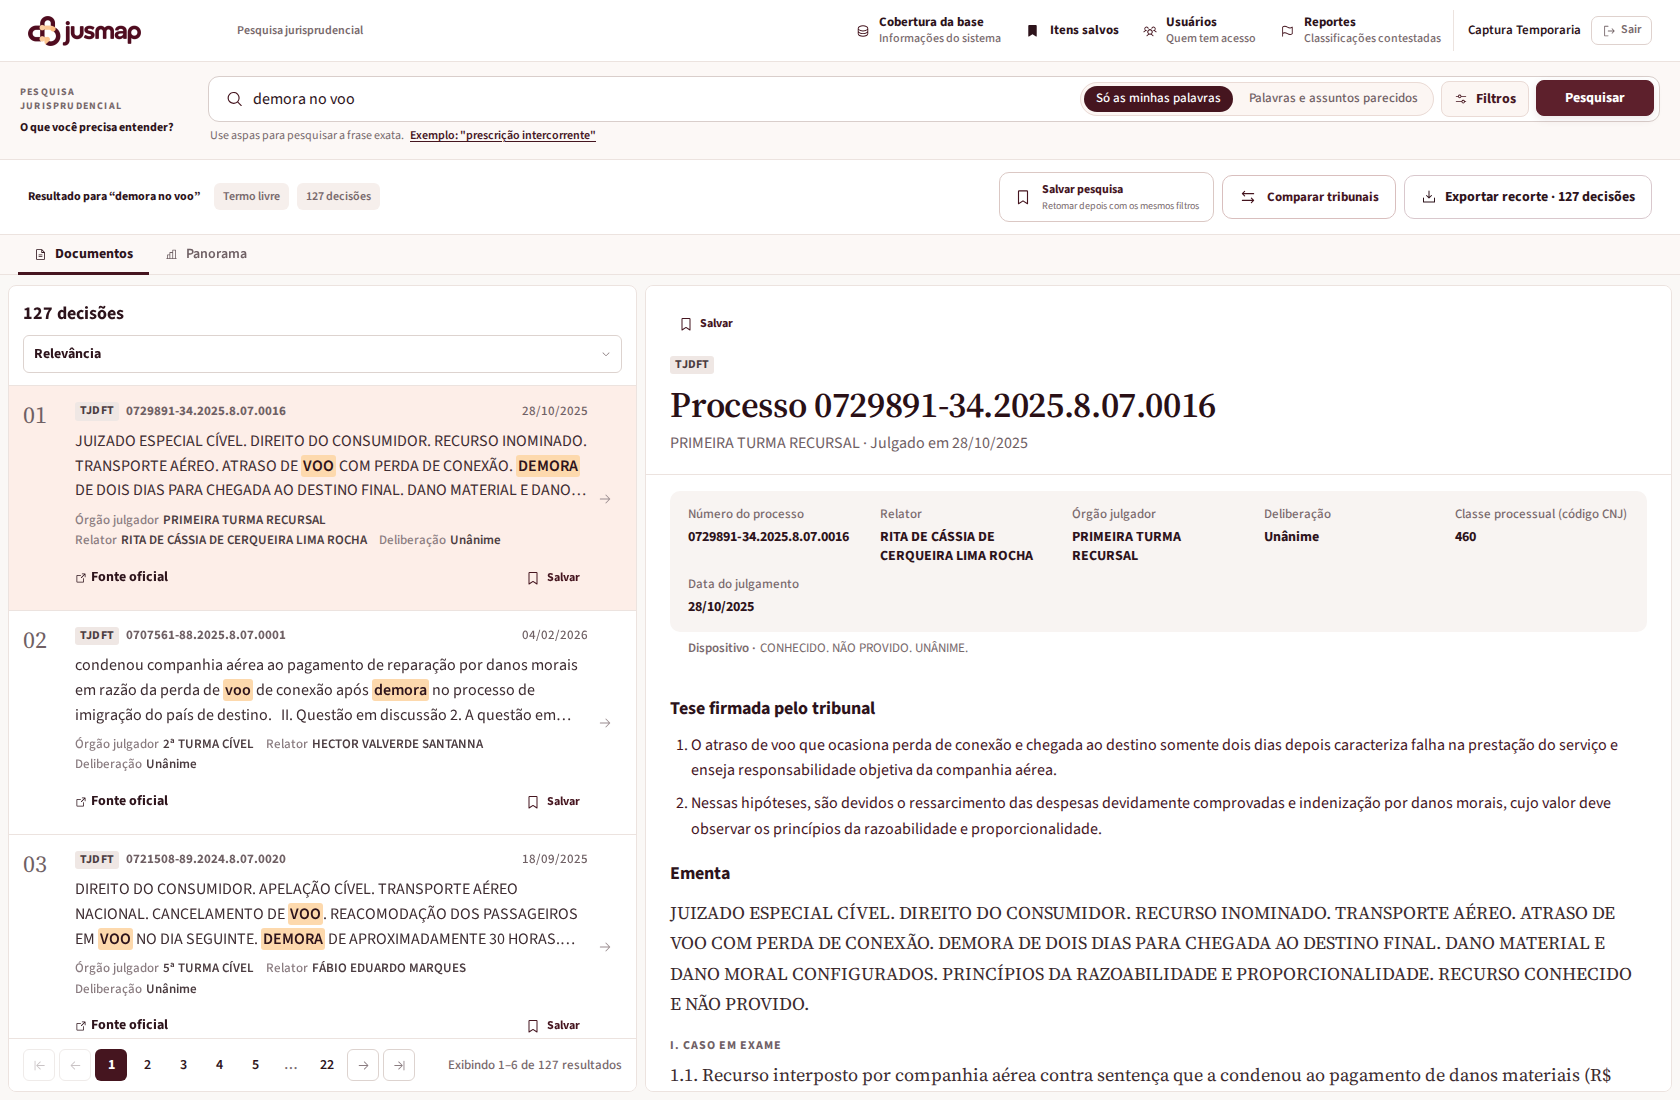 jusmap
Pesquisa jurisprudencial
Cobertura da base
Informações do sistema
Itens salvos
Usuários
Quem tem acesso
Reportes
Classificações contestadas
Captura Temporaria
Sair
PESQUISA
JURISPRUDENCIAL
O que você precisa entender?
demora no voo
Só as minhas palavras
Palavras e assuntos parecidos
Filtros
Pesquisar
Use aspas para pesquisar a frase exata. Exemplo: "prescrição intercorrente"
Resultado para “demora no voo”
Termo livre
127 decisões
Salvar pesquisa
Retomar depois com os mesmos filtros
Comparar tribunais
Exportar recorte · 127 decisões
Documentos
Panorama
127 decisões
Relevância
01
TJDFT 0729891-34.2025.8.07.0016 28/10/2025
JUIZADO ESPECIAL CÍVEL. DIREITO DO CONSUMIDOR. RECURSO INOMINADO.
TRANSPORTE AÉREO. ATRASO DE VOO COM PERDA DE CONEXÃO. DEMORA
DE DOIS DIAS PARA CHEGADA AO DESTINO FINAL. DANO MATERIAL E DANO…
Órgão julgador PRIMEIRA TURMA RECURSAL
Relator RITA DE CÁSSIA DE CERQUEIRA LIMA ROCHA Deliberação Unânime
Fonte oficial
Salvar
02
TJDFT 0707561-88.2025.8.07.0001 04/02/2026
condenou companhia aérea ao pagamento de reparação por danos morais
em razão da perda de voo de conexão após demora no processo de
imigração do país de destino. II. Questão em discussão 2. A questão em…
Órgão julgador 2ª TURMA CÍVEL Relator HECTOR VALVERDE SANTANNA
Deliberação Unânime
Fonte oficial
Salvar
03
TJDFT 0721508-89.2024.8.07.0020 18/09/2025
DIREITO DO CONSUMIDOR. APELAÇÃO CÍVEL. TRANSPORTE AÉREO
NACIONAL. CANCELAMENTO DE VOO. REACOMODAÇÃO DOS PASSAGEIROS
EM VOO NO DIA SEGUINTE. DEMORA DE APROXIMADAMENTE 30 HORAS.…
Órgão julgador 5ª TURMA CÍVEL Relator FÁBIO EDUARDO MARQUES
Deliberação Unânime
Fonte oficial
Salvar
1 2 3 4 5 … 22
Exibindo 1–6 de 127 resultados
Salvar
TJDFT
Processo 0729891-34.2025.8.07.0016
PRIMEIRA TURMA RECURSAL · Julgado em 28/10/2025
Número do processo
0729891-34.2025.8.07.0016
Relator
RITA DE CÁSSIA DE
CERQUEIRA LIMA ROCHA
Órgão julgador
PRIMEIRA TURMA
RECURSAL
Deliberação
Unânime
Classe processual (código CNJ)
460
Data do julgamento
28/10/2025
Dispositivo · CONHECIDO. NÃO PROVIDO. UNÂNIME.
Tese firmada pelo tribunal
1. O atraso de voo que ocasiona perda de conexão e chegada ao destino somente dois dias depois caracteriza falha na prestação do serviço e
enseja responsabilidade objetiva da companhia aérea.
2. Nessas hipóteses, são devidos o ressarcimento das despesas devidamente comprovadas e indenização por danos morais, cujo valor deve
observar os princípios da razoabilidade e proporcionalidade.
Ementa
JUIZADO ESPECIAL CÍVEL. DIREITO DO CONSUMIDOR. RECURSO INOMINADO. TRANSPORTE AÉREO. ATRASO DE
VOO COM PERDA DE CONEXÃO. DEMORA DE DOIS DIAS PARA CHEGADA AO DESTINO FINAL. DANO MATERIAL E
DANO MORAL CONFIGURADOS. PRINCÍPIOS DA RAZOABILIDADE E PROPORCIONALIDADE. RECURSO CONHECIDO
E NÃO PROVIDO.
I. CASO EM EXAME
1.1. Recurso interposto por companhia aérea contra sentença que a condenou ao pagamento de danos materiais (R$